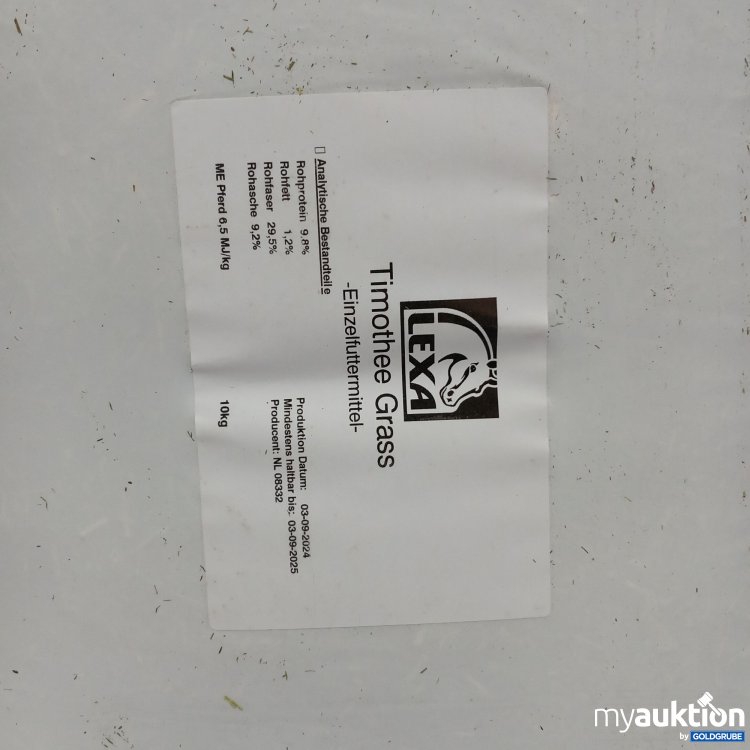 LEXA
Timothee Grass
-Einzelfuttermittel-
Analytische Bestandteile
Rohprotein 9,8%
Rohfett 1,2%
Rohfaser 29,5%
Rohasche 9,2%
ME Pferd 6,5 MJ/kg
Produktion Datum: 03-09-2024
Mindestens haltbar bis: 03-09-2025
Producent: NL 08332
10kg
myauktion
by GOLDGRUBE